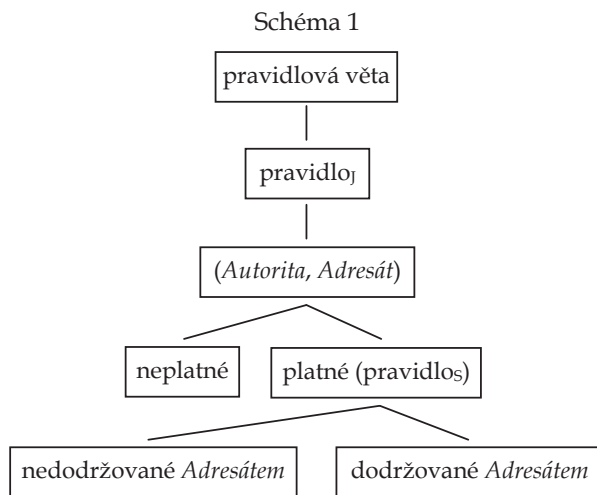 Schéma 1
pravidlová věta
pravidloJ
(Autorita, Adresát)
neplatné platné (pravidloS)
nedodržované Adresátem dodržované Adresátem